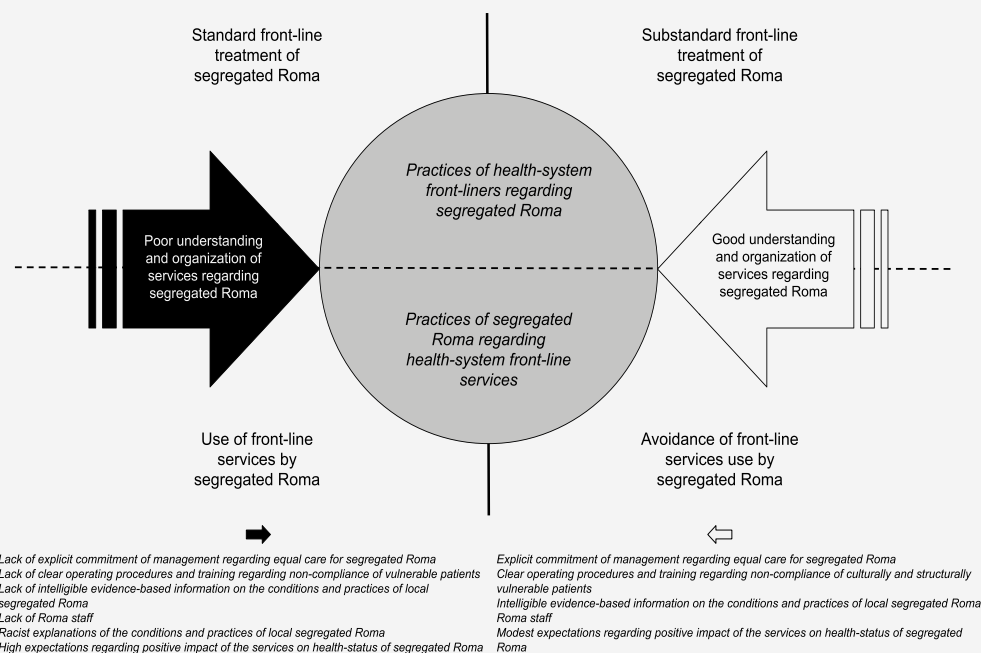 Standard front-line
treatment of
segregated Roma
Substandard front-line
treatment of
segregated Roma
Practices of health-system
front-liners regarding
segregated Roma
Poor understanding
and organization of
services regarding
segregated Roma
Good understanding
and organization of
services regarding
segregated Roma
Practices of segregated
Roma regarding
health-system front-line
services
Use of front-line
services by
segregated Roma
Avoidance of front-line
services use by
segregated Roma
Lack of explicit commitment of management regarding equal care for segregated Roma
Lack of clear operating procedures and training regarding non-compliance of vulnerable patients
Lack of intelligible evidence-based information on the conditions and practices of local
segregated Roma
Lack of Roma staff
Racist explanations of the conditions and practices of local segregated Roma
High expectations regarding positive impact of the services on health-status of segregated Roma
Explicit commitment of management regarding equal care for segregated Roma
Clear operating procedures and training regarding non-compliance of culturally and structurally
vulnerable patients
Intelligible evidence-based information on the conditions and practices of local segregated Roma
Roma staff
Modest expectations regarding positive impact of the services on health-status of segregated
Roma